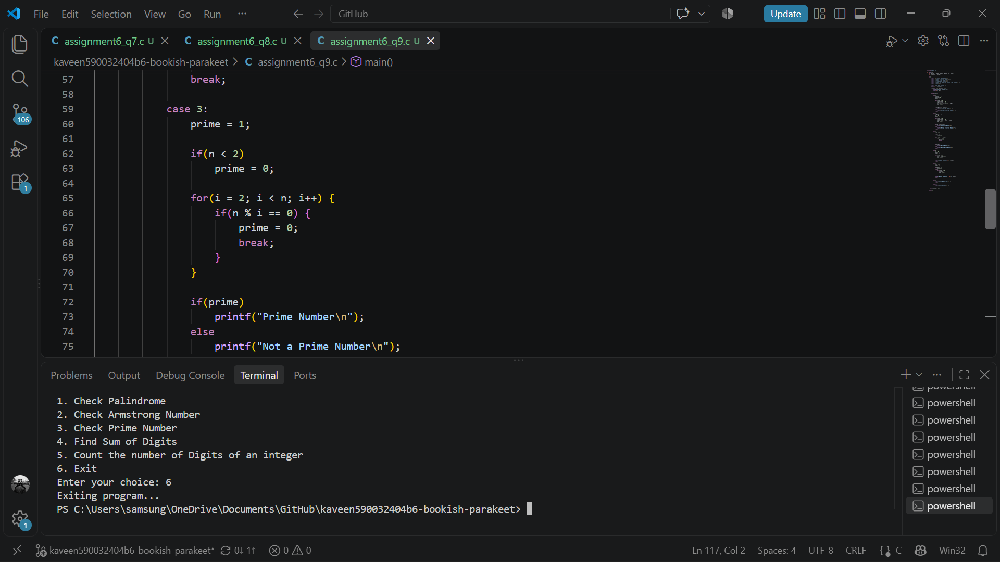 File Edit Selection View Go Run ··· GitHub Update
assignment6_q7.c U assignment6_q8.c U assignment6_q9.c U
kaveen590032404b6-bookish-parakeet > C assignment6_q9.c > main()
57 break;
58
59 case 3:
60 prime = 1;
61
62 if(n < 2)
63 prime = 0;
64
65 for(i = 2; i < n; i++) {
66 if(n % i == 0) {
67 prime = 0;
68 break;
69 }
70 }
71
72 if(prime)
73 printf("Prime Number\n");
74 else
75 printf("Not a Prime Number\n");
106
1
Problems Output Debug Console Terminal Ports
1. Check Palindrome
2. Check Armstrong Number
3. Check Prime Number
4. Find Sum of Digits
5. Count the number of Digits of an integer
6. Exit
Enter your choice: 6
Exiting program...
PS C:\Users\samsung\OneDrive\Documents\GitHub\kaveen590032404b6-bookish-parakeet>
powershell
powershell
powershell
powershell
powershell
powershell
powershell
powershell
1
kaveen590032404b6-bookish-parakeet* 0↓ 1↑ 0 0 Ln 117, Col 2 Spaces: 4 UTF-8 CRLF C Win32